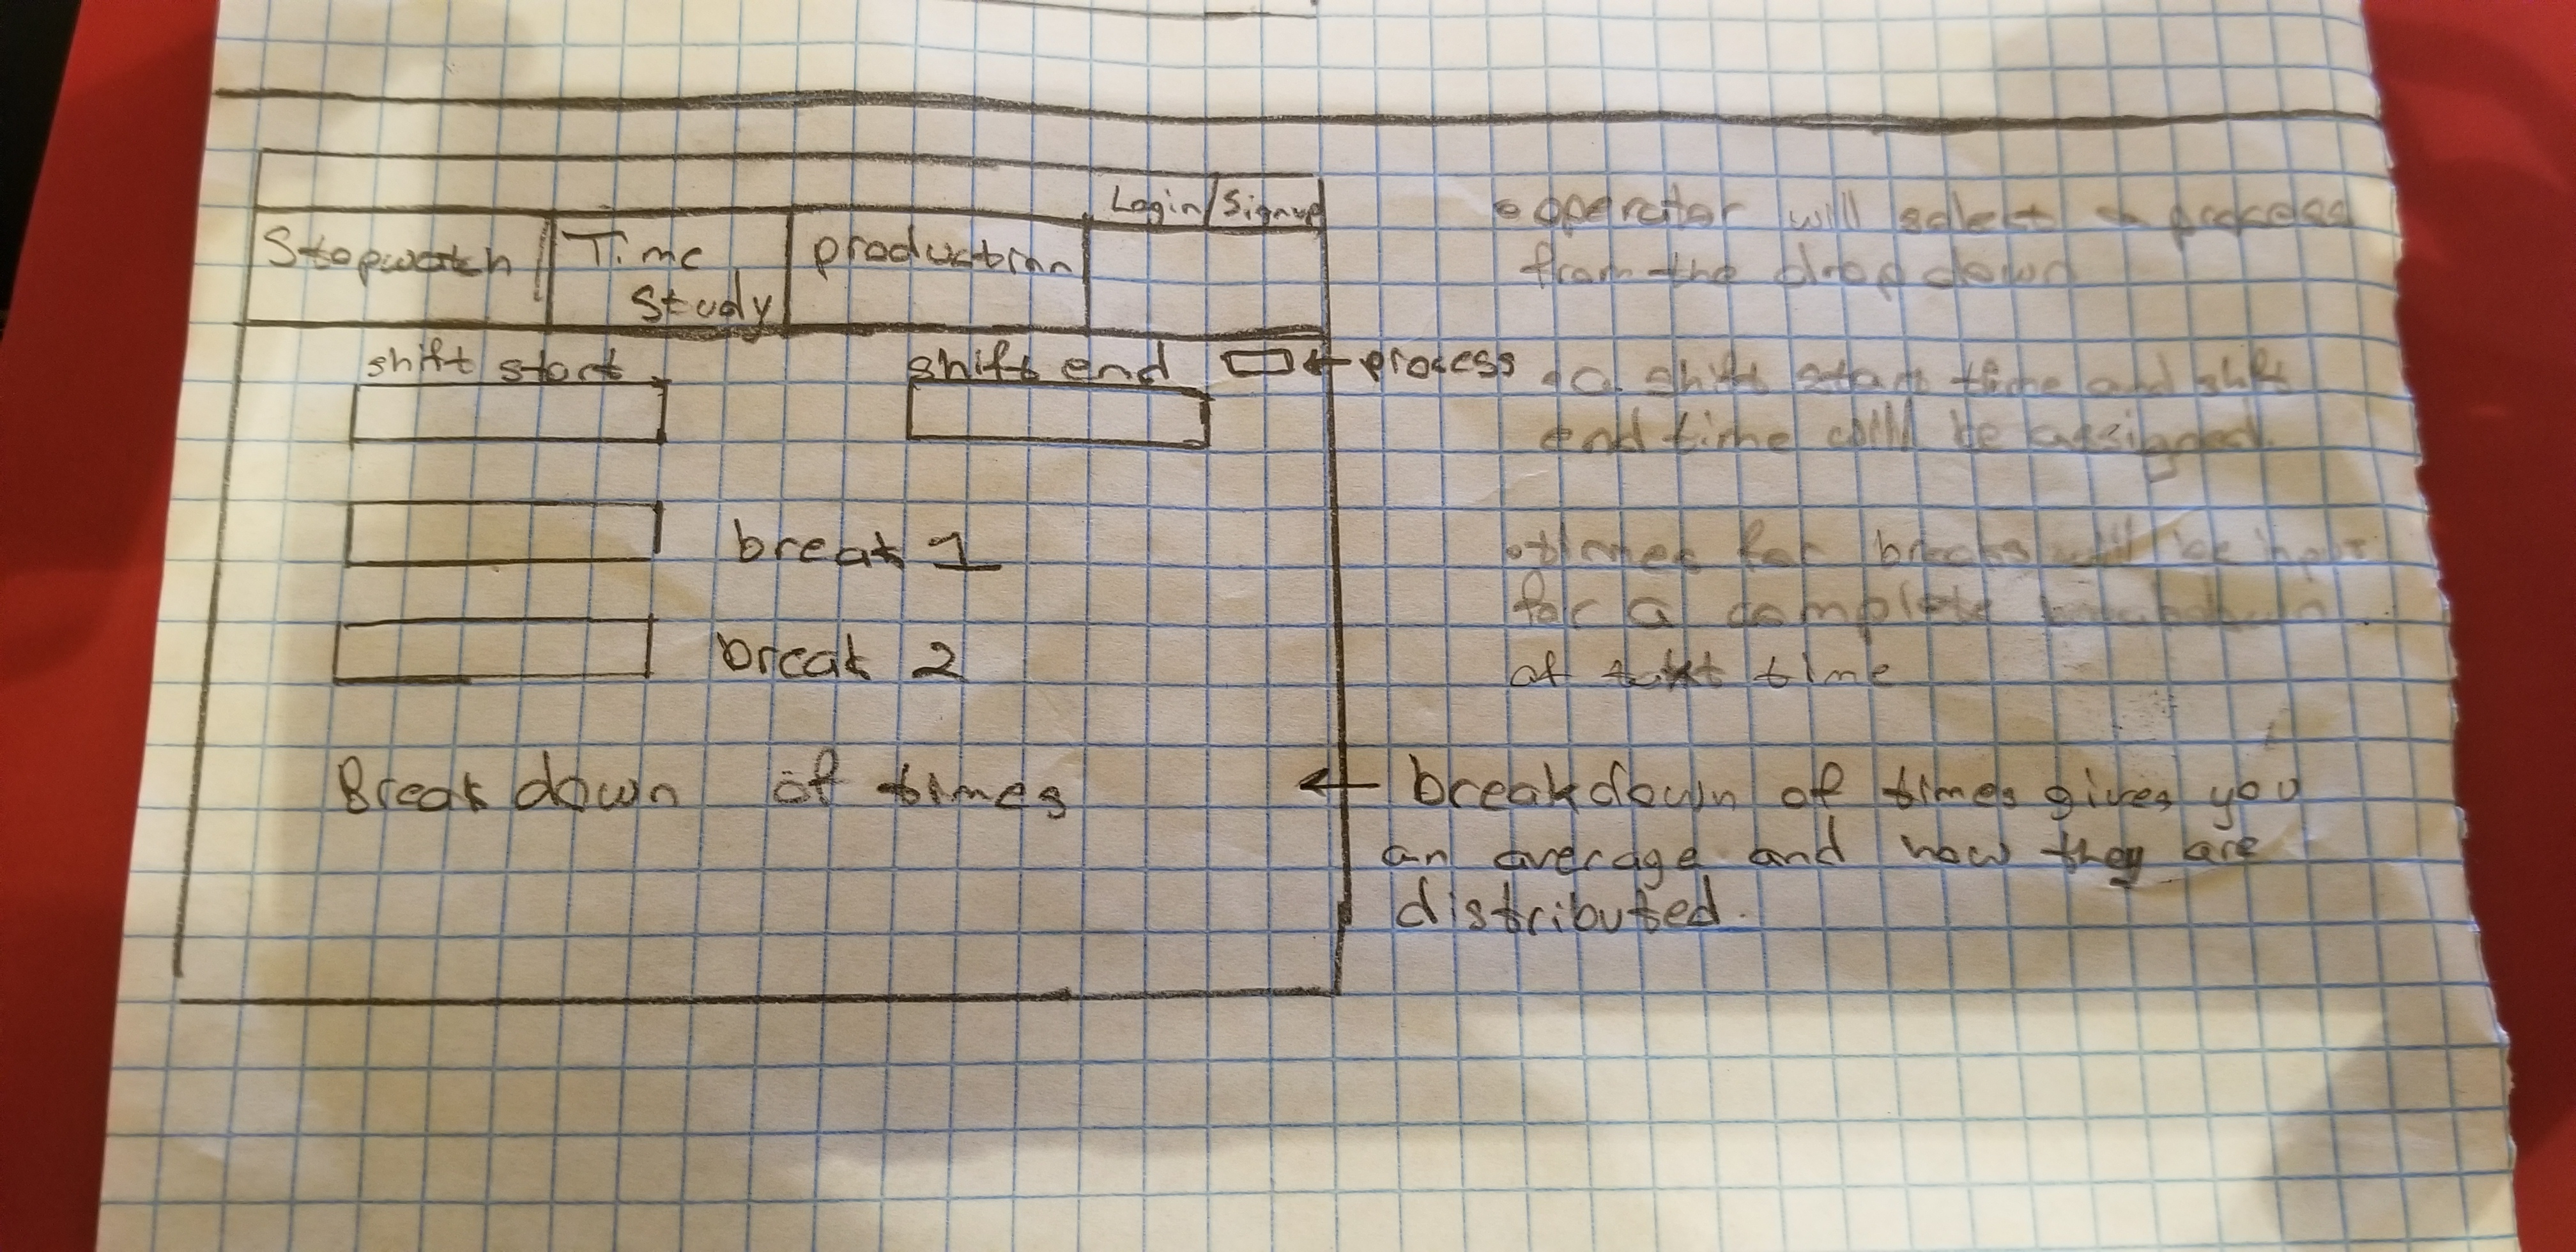 Login/Signup
Stopwatch
Time
Study
production
shift start
shift end
← process
break 1
break 2
Break down of times
• operator will select a process
from the drop down
• a shift start time and shift
end time will be assigned.
• times for breaks will be input
for a complete breakdown
of takt time
← breakdown of times gives you
an average and how they are
distributed.